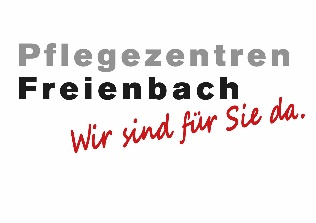 Pflegezentren
Freienbach
Wir sind für Sie da.